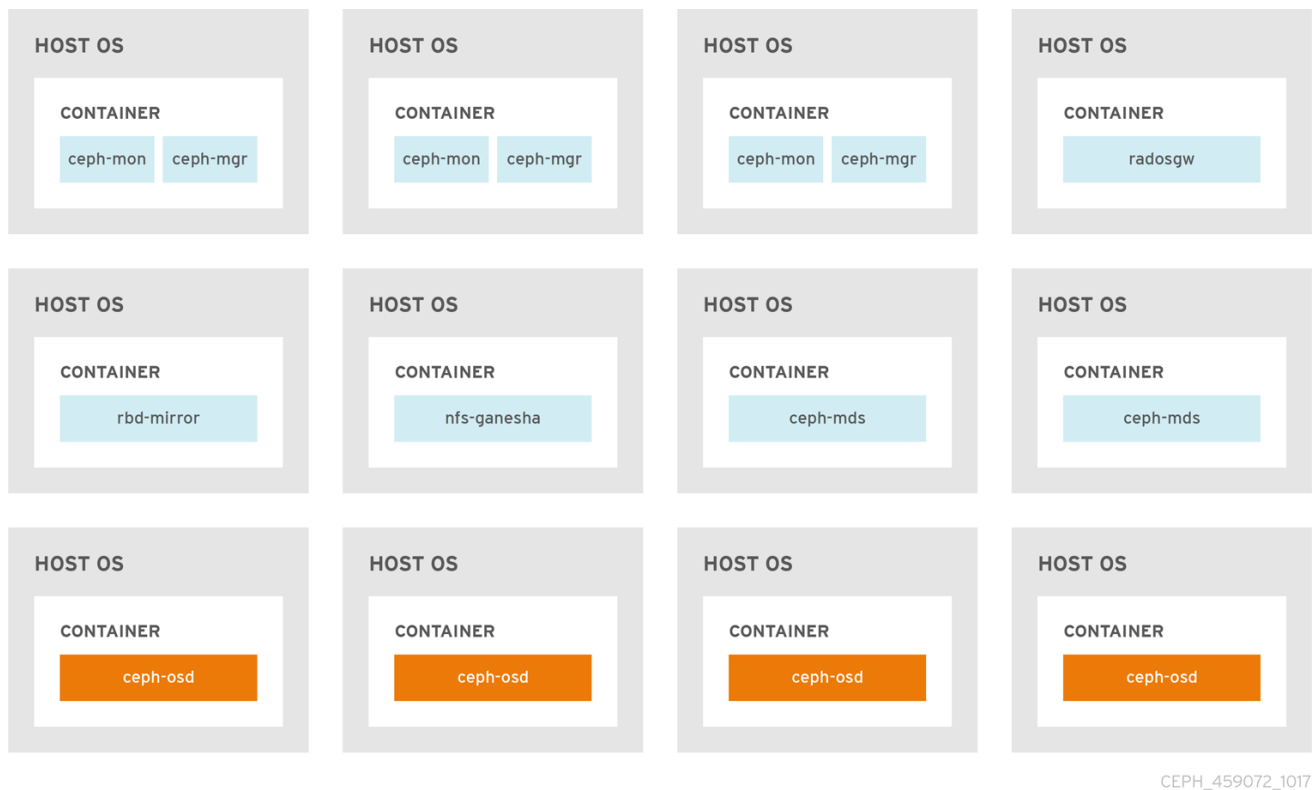 HOST OS
CONTAINER
ceph-mon ceph-mgr
HOST OS
CONTAINER
ceph-mon ceph-mgr
HOST OS
CONTAINER
ceph-mon ceph-mgr
HOST OS
CONTAINER
radosgw
HOST OS
CONTAINER
rbd-mirror
HOST OS
CONTAINER
nfs-ganesha
HOST OS
CONTAINER
ceph-mds
HOST OS
CONTAINER
ceph-mds
HOST OS
CONTAINER
ceph-osd
HOST OS
CONTAINER
ceph-osd
HOST OS
CONTAINER
ceph-osd
HOST OS
CONTAINER
ceph-osd
CEPH_459072_1017